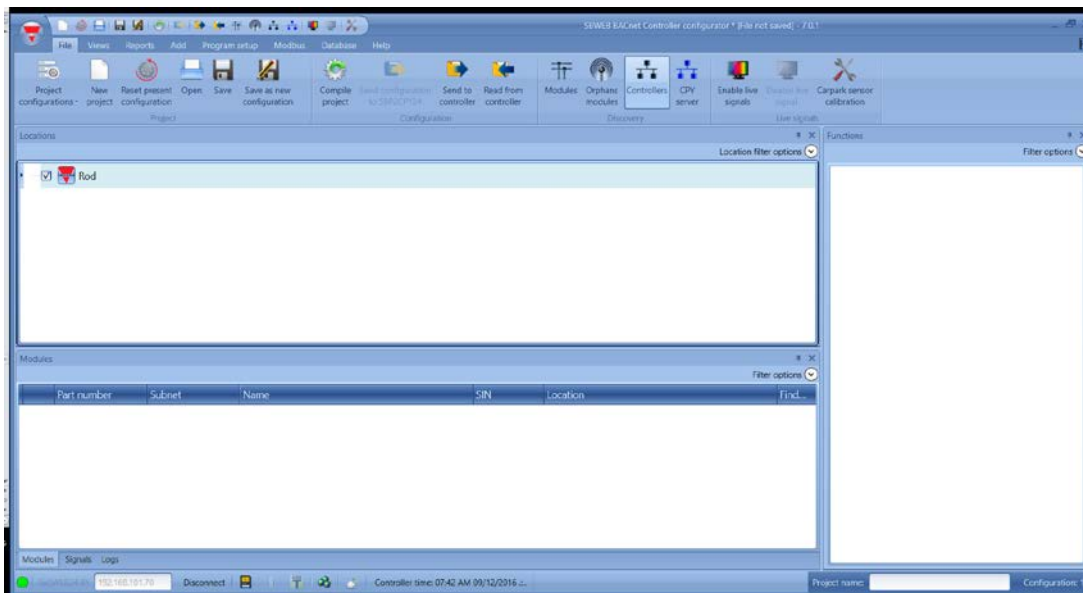 SEWEB BACnet Controller configurator * [File not saved] - 7.0.1
File Views Reports Add Program setup Modbus Database Help
Project configurations New project Reset present configuration Open Save Save as new configuration Compile project Send to controller Read from controller Modules Orphans modules Controllers CPY server Enable live signals Carpark sensor calibration
Project Configuration Discovery Live signals
Locations Functions
Location filter options Filter options
Rod
Modules
Filter options
Part number Subnet Name SIN Location Find...
Modules Signals Logs
192.168.101.70 Disconnect Controller time: 07:42 AM 09/12/2016 Project name: Configuration: